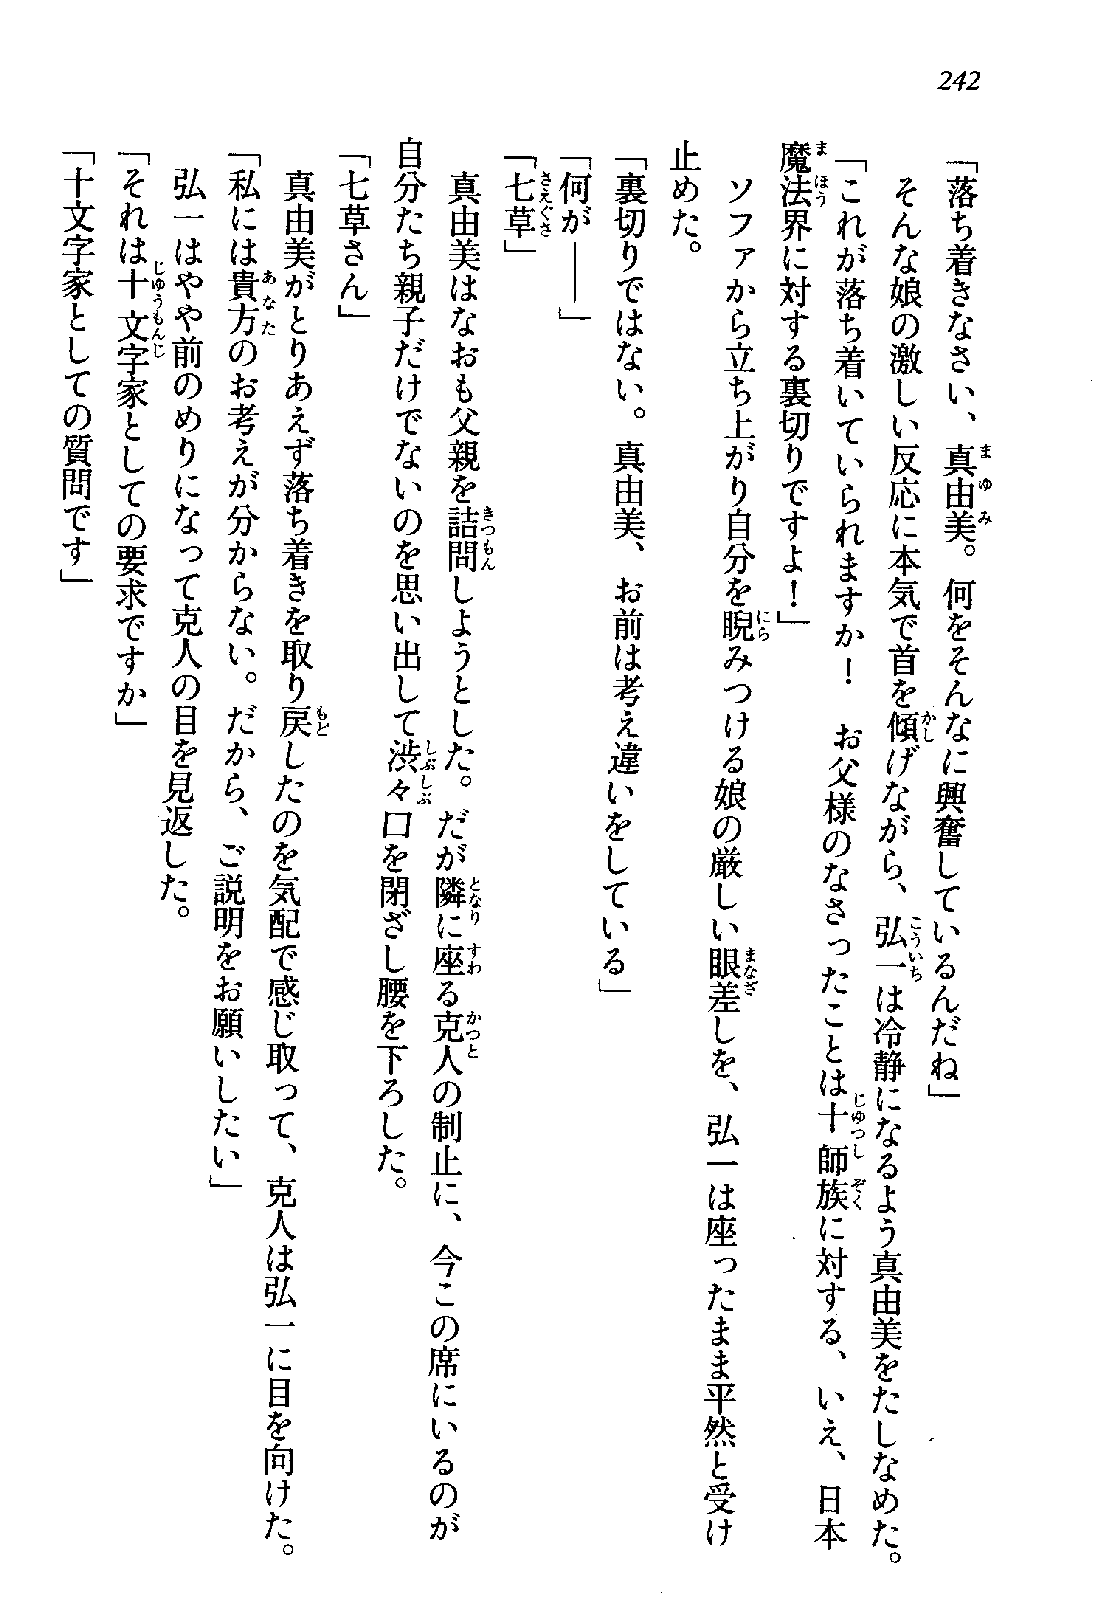 242
「落ち着きなさい、真由美。何をそんなに興奮しているんだね」
そんな娘の激しい反応に本気で首を傾げながら、弘一は冷静になるよう真由美をたしなめた。
「これが落ち着いていられますか！　お父様のなさったことは十師族に対する、いえ、日本
魔法界に対する裏切りですよ！」
ソファから立ち上がり自分を睨みつける娘の厳しい眼差しを、弘一は座ったまま平然と受け
止めた。
「裏切りではない。真由美、お前は考え違いをしている」
「何が――」
「七草」
真由美はなおも父親を詰問しようとした。だが隣に座る克人の制止に、今この席にいるのが
自分たち親子だけでないのを思い出して渋々口を閉ざし腰を下ろした。
「七草さん」
真由美がとりあえず落ち着きを取り戻したのを気配で感じ取って、克人は弘一に目を向けた。
「私には貴方のお考えが分からない。だから、ご説明をお願いしたい」
弘一はやや前のめりになって克人の目を見返した。
「それは十文字家としての要求ですか」
「十文字家としての質問です」